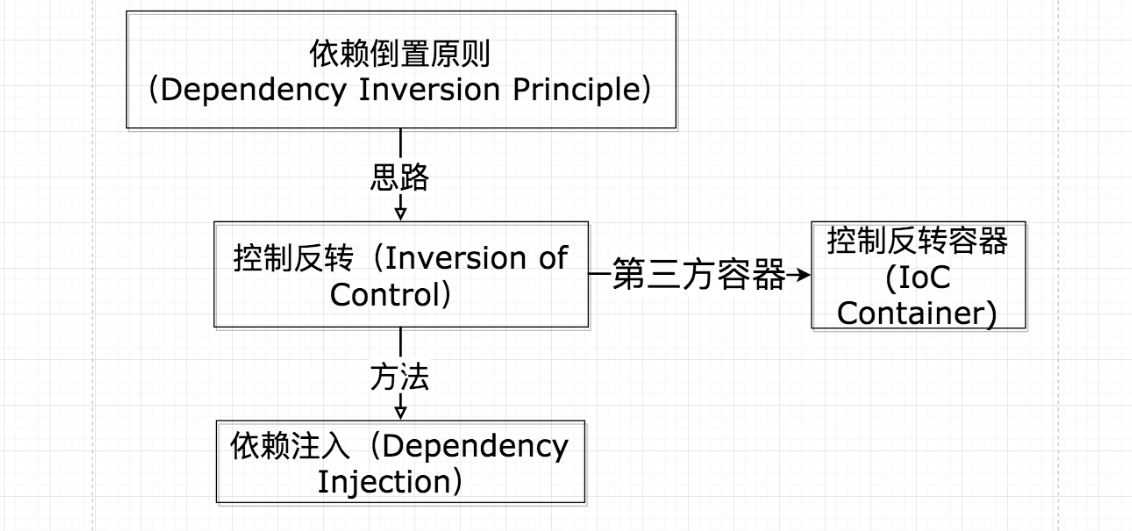 依赖倒置原则
（Dependency Inversion Principle）
思路
控制反转（Inversion of
Control）
第三方容器
控制反转容器
(IoC
Container)
方法
依赖注入（Dependency
Injection）